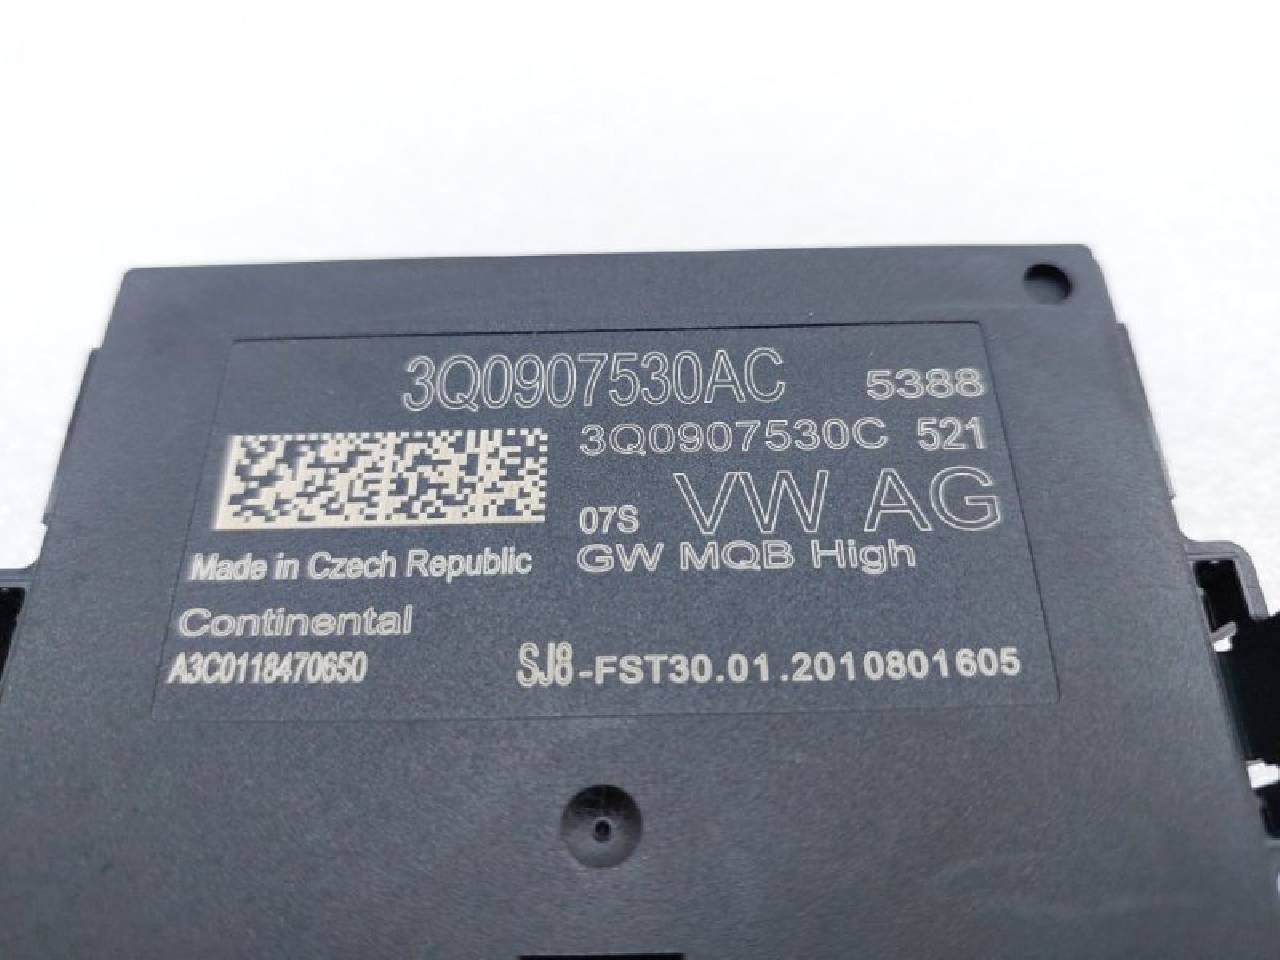 3Q0907530AC 5388
3Q0907530C 521
07S VW AG
GW MQB High
Made in Czech Republic
Continental
A3C0118470650 SJ8-FST30.01.2010801605